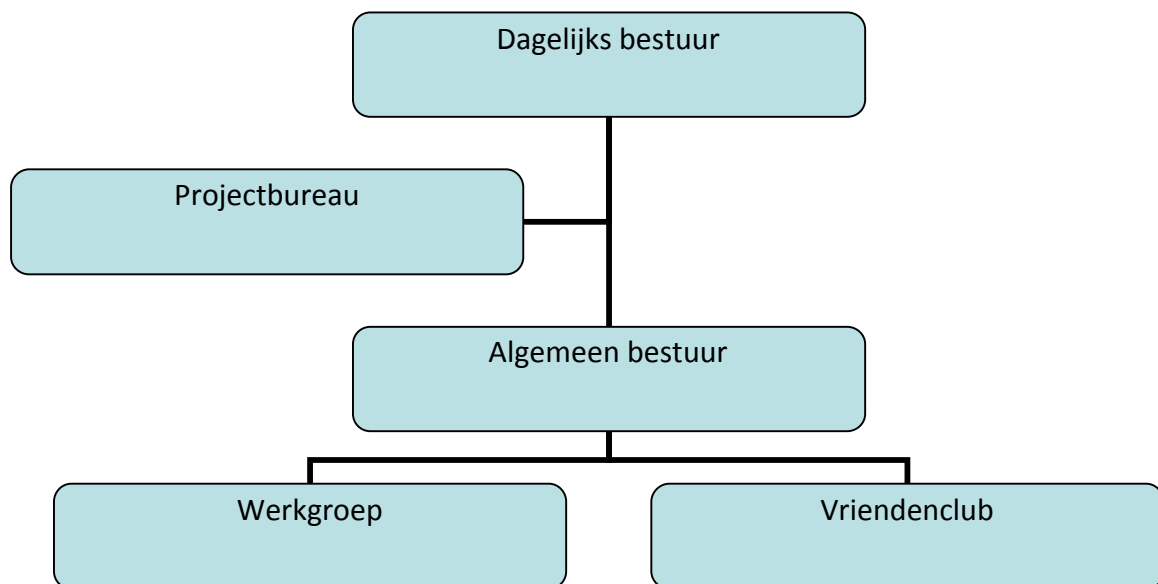 Dagelijks bestuur
Projectbureau
Algemeen bestuur
Werkgroep
Vriendenclub